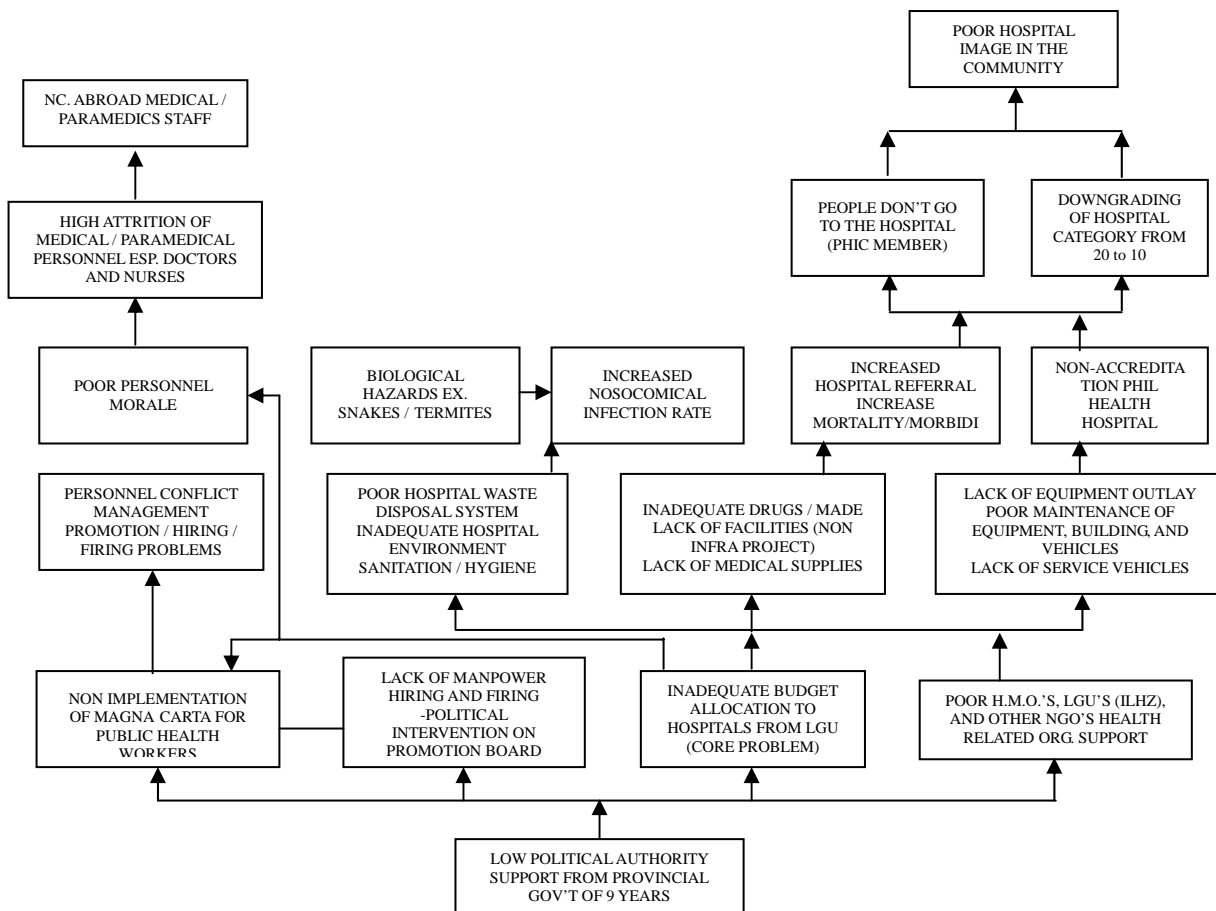 POOR HOSPITAL
IMAGE IN THE
COMMUNITY
NC. ABROAD MEDICAL /
PARAMEDICS STAFF
HIGH ATTRITION OF
MEDICAL / PARAMEDICAL
PERSONNEL ESP. DOCTORS
AND NURSES
PEOPLE DON'T GO
TO THE HOSPITAL
(PHIC MEMBER)
DOWNGRADING
OF HOSPITAL
CATEGORY FROM
20 to 10
POOR PERSONNEL
MORALE
BIOLOGICAL
HAZARDS EX.
SNAKES / TERMITES
INCREASED
NOSOCOMICAL
INFECTION RATE
INCREASED
HOSPITAL REFERRAL
INCREASE
MORTALITY/MORBIDI
NON-ACCREDITA
TION PHIL
HEALTH
HOSPITAL
PERSONNEL CONFLICT
MANAGEMENT
PROMOTION / HIRING /
FIRING PROBLEMS
POOR HOSPITAL WASTE
DISPOSAL SYSTEM
INADEQUATE HOSPITAL
ENVIRONMENT
SANITATION / HYGIENE
INADEQUATE DRUGS / MADE
LACK OF FACILITIES (NON
INFRA PROJECT)
LACK OF MEDICAL SUPPLIES
LACK OF EQUIPMENT OUTLAY
POOR MAINTENANCE OF
EQUIPMENT, BUILDING, AND
VEHICLES
LACK OF SERVICE VEHICLES
NON IMPLEMENTATION
OF MAGNA CARTA FOR
PUBLIC HEALTH
WORKERS
LACK OF MANPOWER
HIRING AND FIRING
-POLITICAL
INTERVENTION ON
PROMOTION BOARD
INADEQUATE BUDGET
ALLOCATION TO
HOSPITALS FROM LGU
(CORE PROBLEM)
POOR H.M.O.'S, LGU'S (ILHZ),
AND OTHER NGO'S HEALTH
RELATED ORG. SUPPORT
LOW POLITICAL AUTHORITY
SUPPORT FROM PROVINCIAL
GOV'T OF 9 YEARS